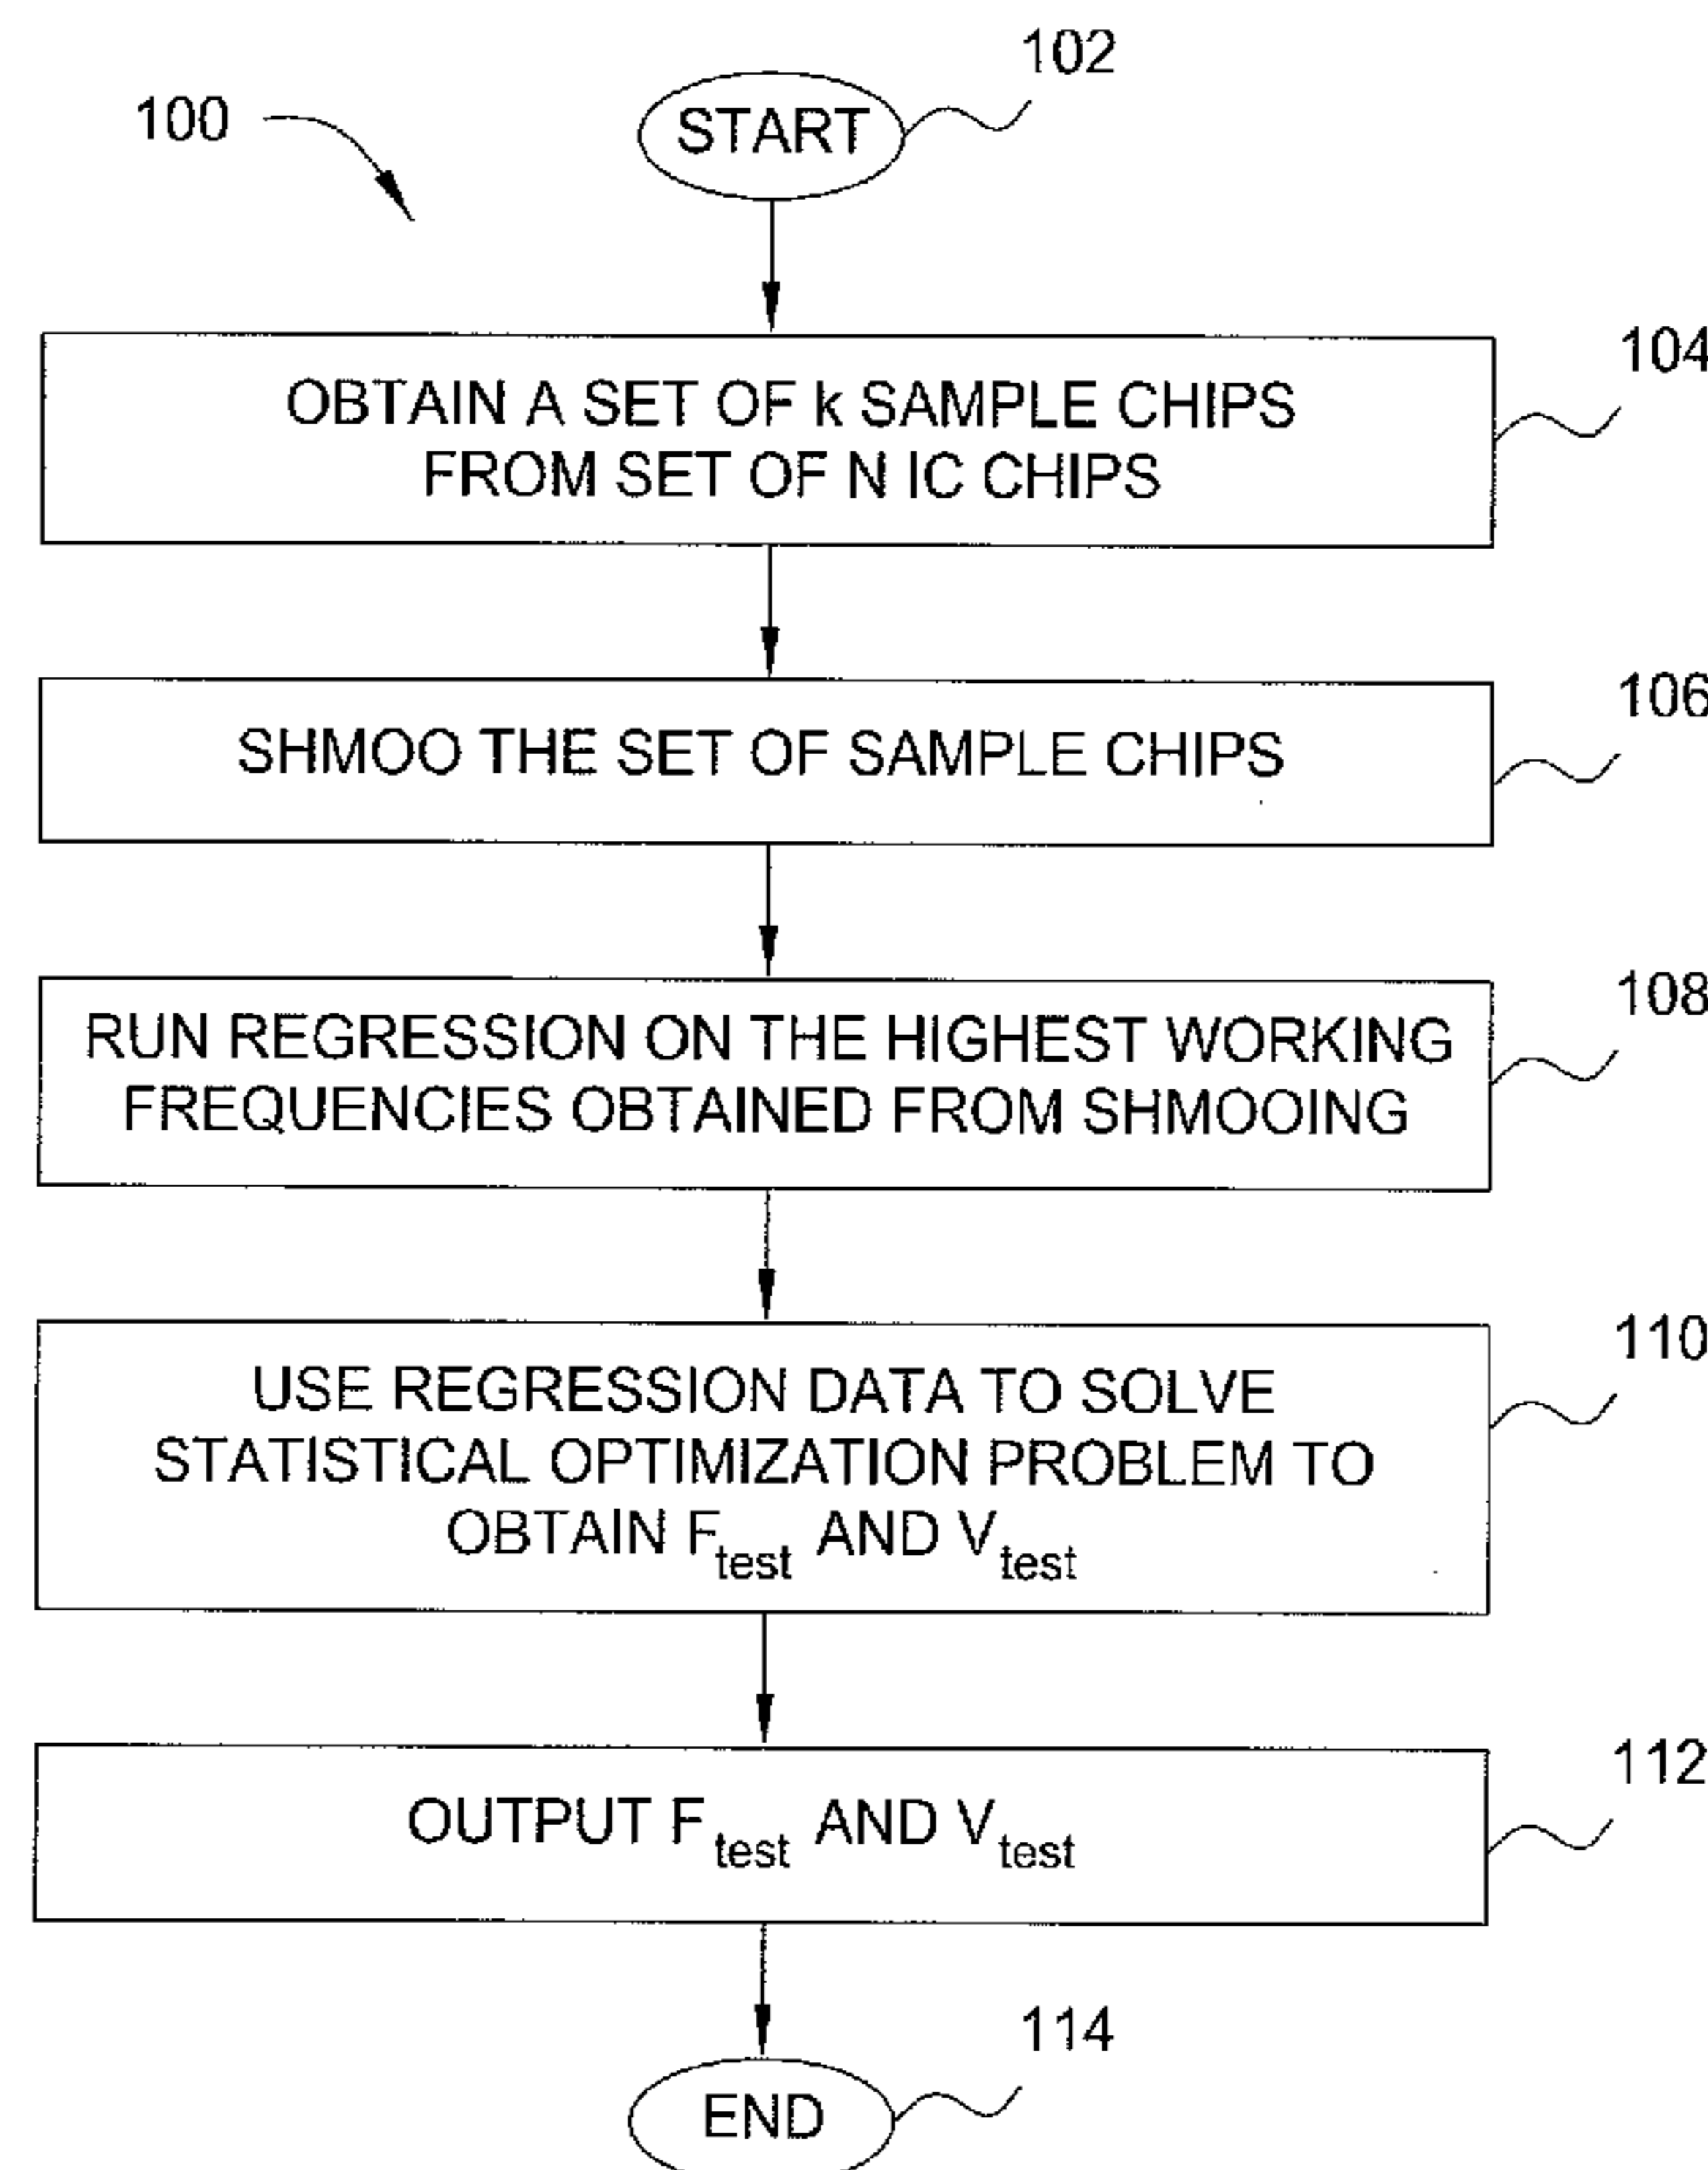 102
100
START
104
OBTAIN A SET OF k SAMPLE CHIPS
FROM SET OF N IC CHIPS
106
SHMOO THE SET OF SAMPLE CHIPS
108
RUN REGRESSION ON THE HIGHEST WORKING
FREQUENCIES OBTAINED FROM SHMOOING
110
USE REGRESSION DATA TO SOLVE
STATISTICAL OPTIMIZATION PROBLEM TO
OBTAIN Ftest AND Vtest
112
OUTPUT Ftest AND Vtest
114
END